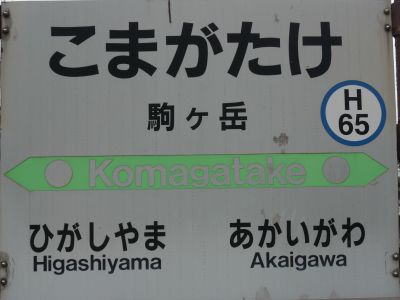 こまがたけ
駒ヶ岳
H
65
Komagatake
ひがしやま
Higashiyama
あかいがわ
Akaigawa